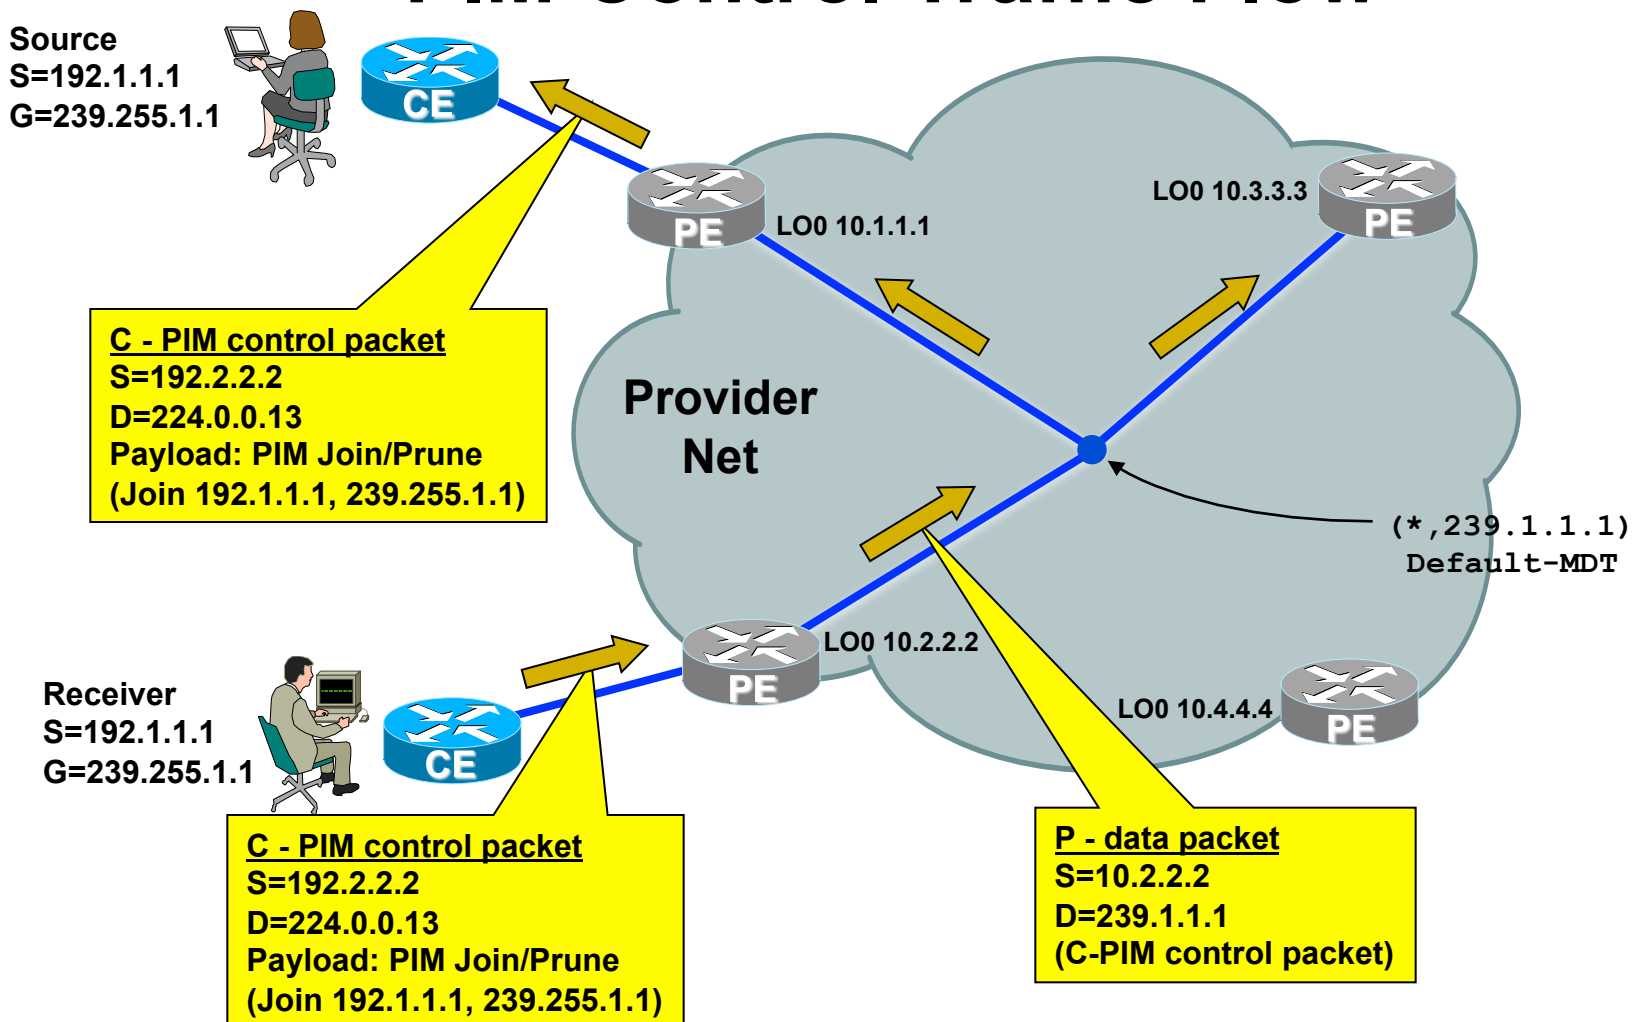 PIM Control Traffic Flow
Source
S=192.1.1.1
G=239.255.1.1
CE
PE
LO0 10.1.1.1
LO0 10.3.3.3
PE
C - PIM control packet
S=192.2.2.2
D=224.0.0.13
Payload: PIM Join/Prune
(Join 192.1.1.1, 239.255.1.1)
Provider
Net
(*,239.1.1.1)
Default-MDT
LO0 10.2.2.2
PE
Receiver
S=192.1.1.1
G=239.255.1.1
CE
LO0 10.4.4.4
PE
C - PIM control packet
S=192.2.2.2
D=224.0.0.13
Payload: PIM Join/Prune
(Join 192.1.1.1, 239.255.1.1)
P - data packet
S=10.2.2.2
D=239.1.1.1
(C-PIM control packet)